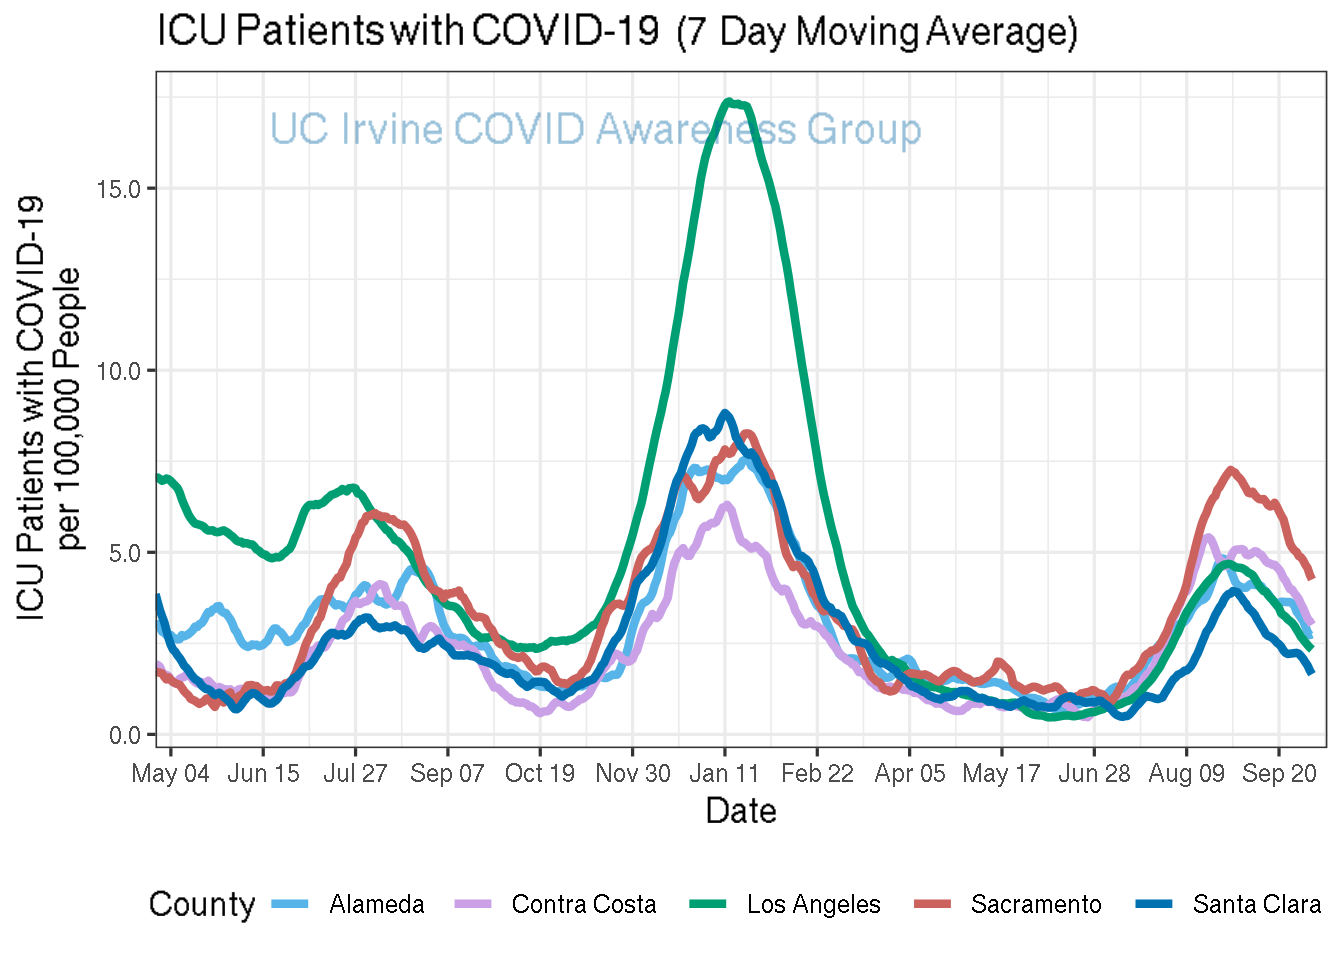 ICU Patients with COVID-19 (7 Day Moving Average)
UC Irvine COVID Awareness Group
ICU Patients with COVID-19
per 100,000 People
15.0
10.0
5.0
0.0
May 04 Jun 15 Jul 27 Sep 07 Oct 19 Nov 30 Jan 11 Feb 22 Apr 05 May 17 Jun 28 Aug 09 Sep 20
Date
County Alameda Contra Costa Los Angeles Sacramento Santa Clara